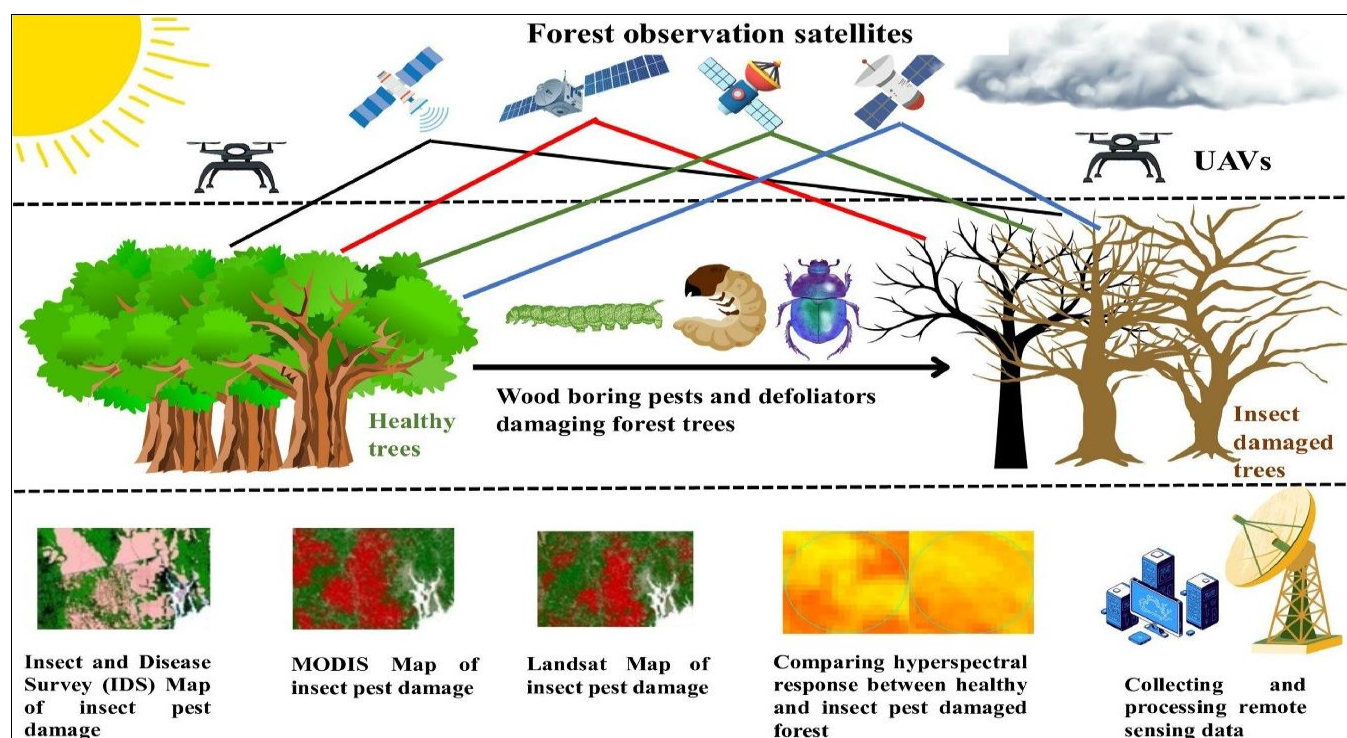 Forest observation satellites
UAVs
Wood boring pests and defoliators
damaging forest trees
Healthy
trees
Insect
damaged
trees
Insect and Disease
Survey (IDS) Map
of insect pest
damage
MODIS Map of
insect pest damage
Landsat Map of
insect pest damage
Comparing hyperspectral
response between healthy
and insect pest damaged
forest
Collecting and
processing remote
sensing data